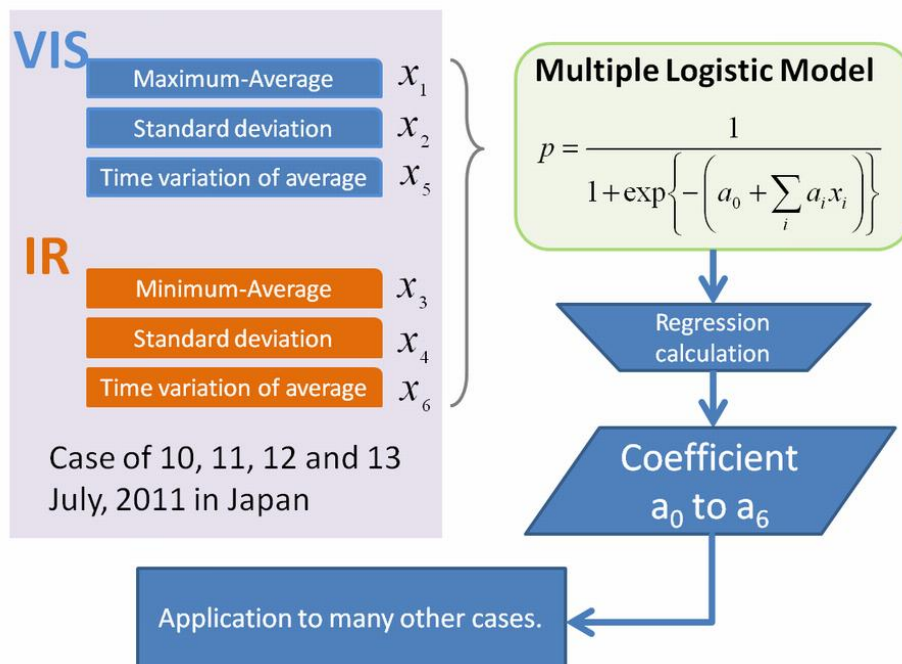 VIS
Maximum-Average x₁
Standard deviation x₂
Time variation of average x₅
IR
Minimum-Average x₃
Standard deviation x₄
Time variation of average x₆
Case of 10, 11, 12 and 13
July, 2011 in Japan
Multiple Logistic Model
p = 1 / (1 + exp{-(a₀ + ∑ᵢ aᵢxᵢ)})
Regression
calculation
Coefficient
a₀ to a₆
Application to many other cases.